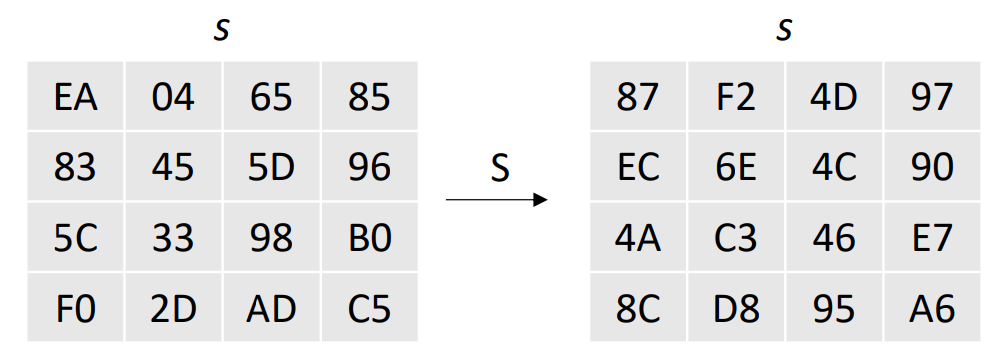 s s
EA 04 65 85 87 F2 4D 97
83 45 5D 96 S EC 6E 4C 90
5C 33 98 B0 4A C3 46 E7
F0 2D AD C5 8C D8 95 A6